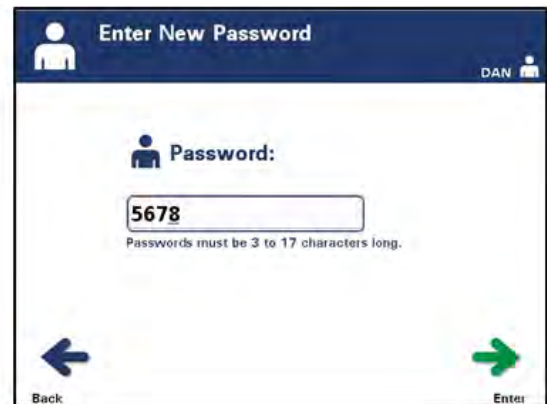 Enter New Password
DAN
Password:
5678
Passwords must be 3 to 17 characters long.
Back
Enter